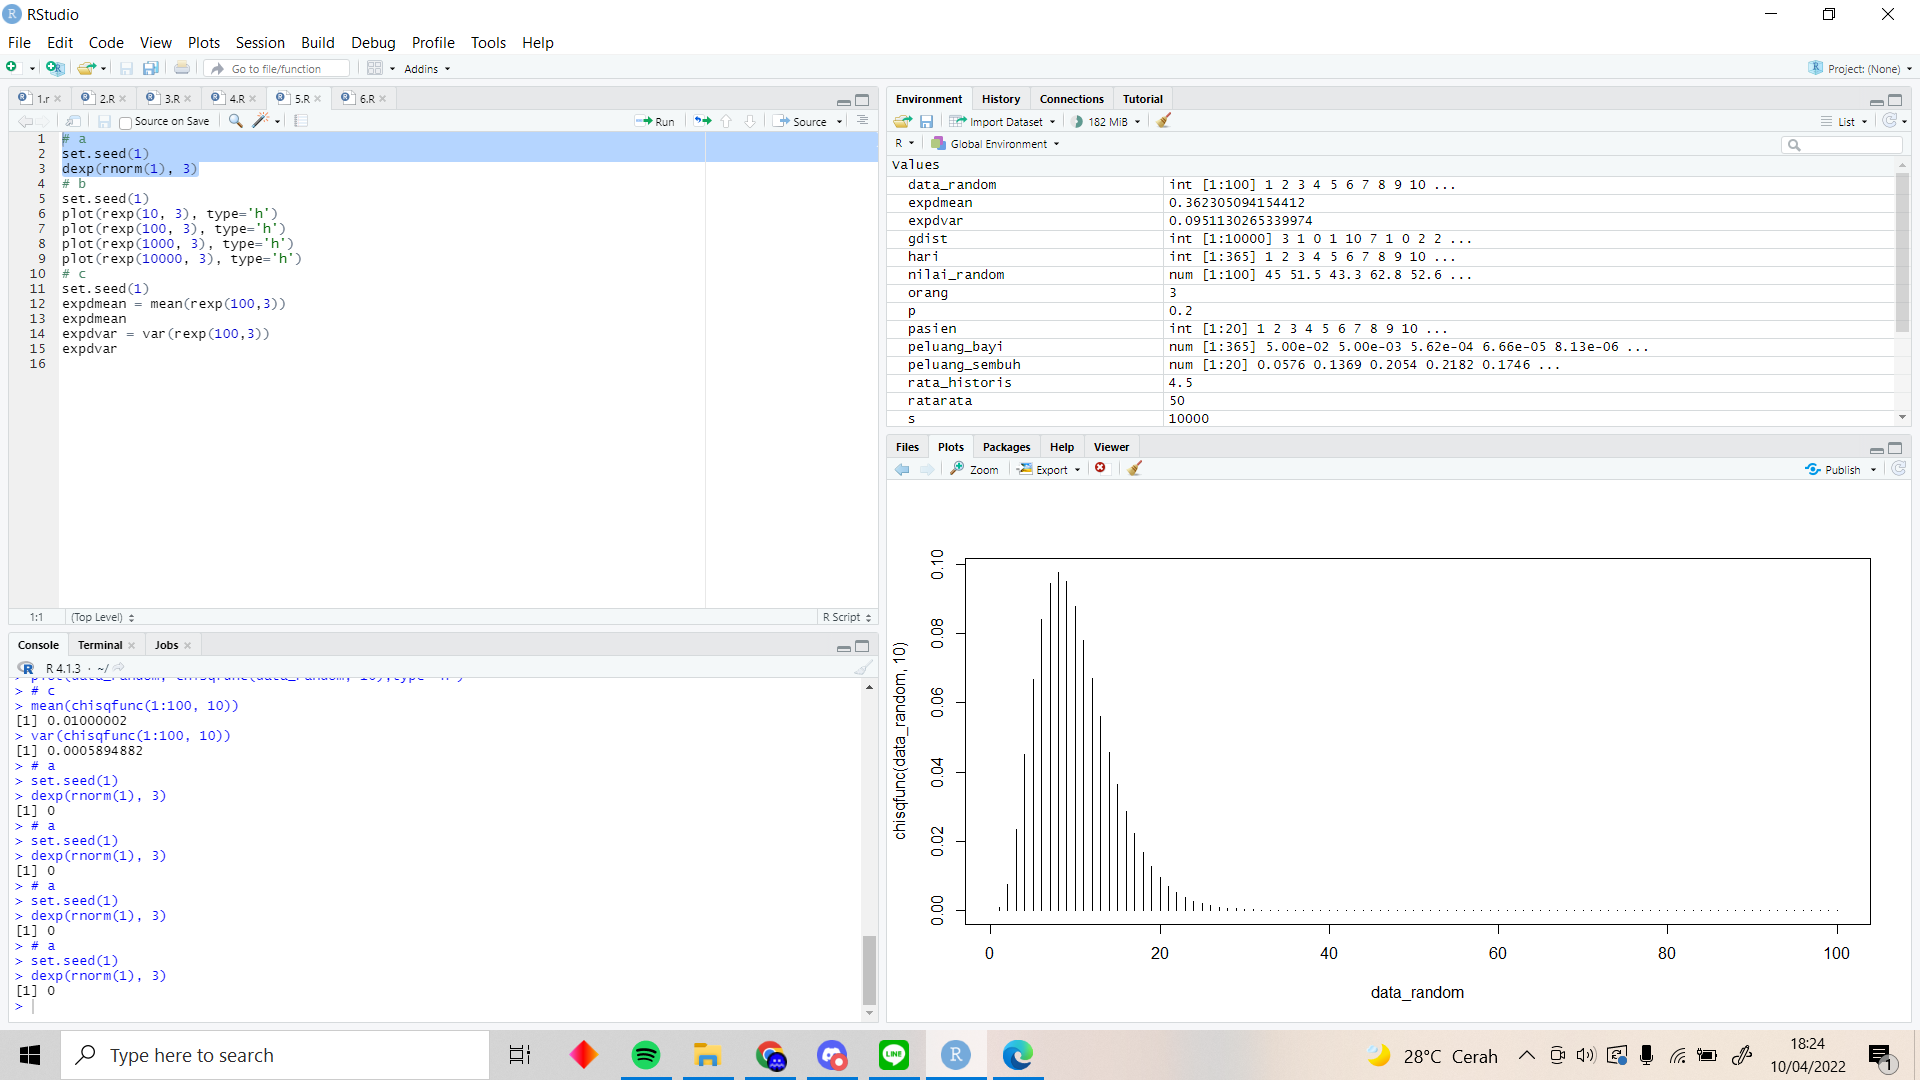 RStudio
File Edit Code View Plots Session Build Debug Profile Tools Help
Go to file/function Addins Project: (None)
1.r 2.R 3.R 4.R 5.R 6.R
Source on Save Run Source
1 # a
2 set.seed(1)
3 dexp(rnorm(1), 3)
4 # b
5 set.seed(1)
6 plot(rexp(10, 3), type='h')
7 plot(rexp(100, 3), type='h')
8 plot(rexp(1000, 3), type='h')
9 plot(rexp(10000, 3), type='h')
10 # c
11 set.seed(1)
12 expdmean = mean(rexp(100,3))
13 expdmean
14 expdvar = var(rexp(100,3))
15 expdvar
16
1:1 (Top Level) R Script
Console Terminal Jobs
R 4.1.3 · ~/
> # c
> mean(chisqfunc(1:100, 10))
[1] 0.01000002
> var(chisqfunc(1:100, 10))
[1] 0.0005894882
> # a
> set.seed(1)
> dexp(rnorm(1), 3)
[1] 0
> # a
> set.seed(1)
> dexp(rnorm(1), 3)
[1] 0
> # a
> set.seed(1)
> dexp(rnorm(1), 3)
[1] 0
> # a
> set.seed(1)
> dexp(rnorm(1), 3)
[1] 0
>
Environment History Connections Tutorial
Import Dataset 182 MiB List
R Global Environment
Values
data_random int [1:100] 1 2 3 4 5 6 7 8 9 10 ...
expdmean 0.362305094154412
expdvar 0.0951130265339974
gdist int [1:10000] 3 1 0 1 10 7 1 0 2 2 ...
hari int [1:365] 1 2 3 4 5 6 7 8 9 10 ...
nilai_random num [1:100] 45 51.5 43.3 62.8 52.6 ...
orang 3
p 0.2
pasien int [1:20] 1 2 3 4 5 6 7 8 9 10 ...
peluang_bayi num [1:365] 5.00e-02 5.00e-03 5.62e-04 6.66e-05 8.13e-06 ...
peluang_sembuh num [1:20] 0.0576 0.1369 0.2054 0.2182 0.1746 ...
rata_historis 4.5
ratarata 50
s 10000
Files Plots Packages Help Viewer
Zoom Export Publish
chisqfunc(data_random, 10)
0.10
0.08
0.06
0.04
0.02
0.00
0 20 40 60 80 100
data_random
Type here to search
LINE
R
28°C Cerah
18:24
10/04/2022
1